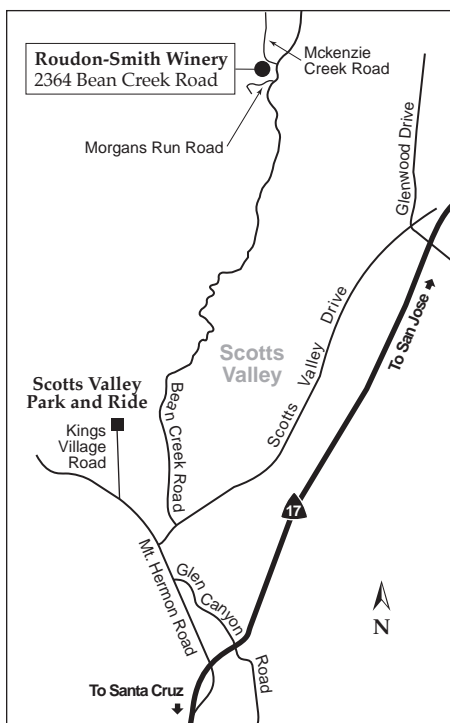 Roudon-Smith Winery
2364 Bean Creek Road
Mckenzie
Creek Road
Morgans Run Road
Glenwood Drive
To San Jose
Scotts
Valley
Scotts Valley Drive
Scotts Valley
Park and Ride
Kings
Village
Road
Bean Creek Road
17
Mt. Hermon Road
Glen Canyon
Road
N
To Santa Cruz